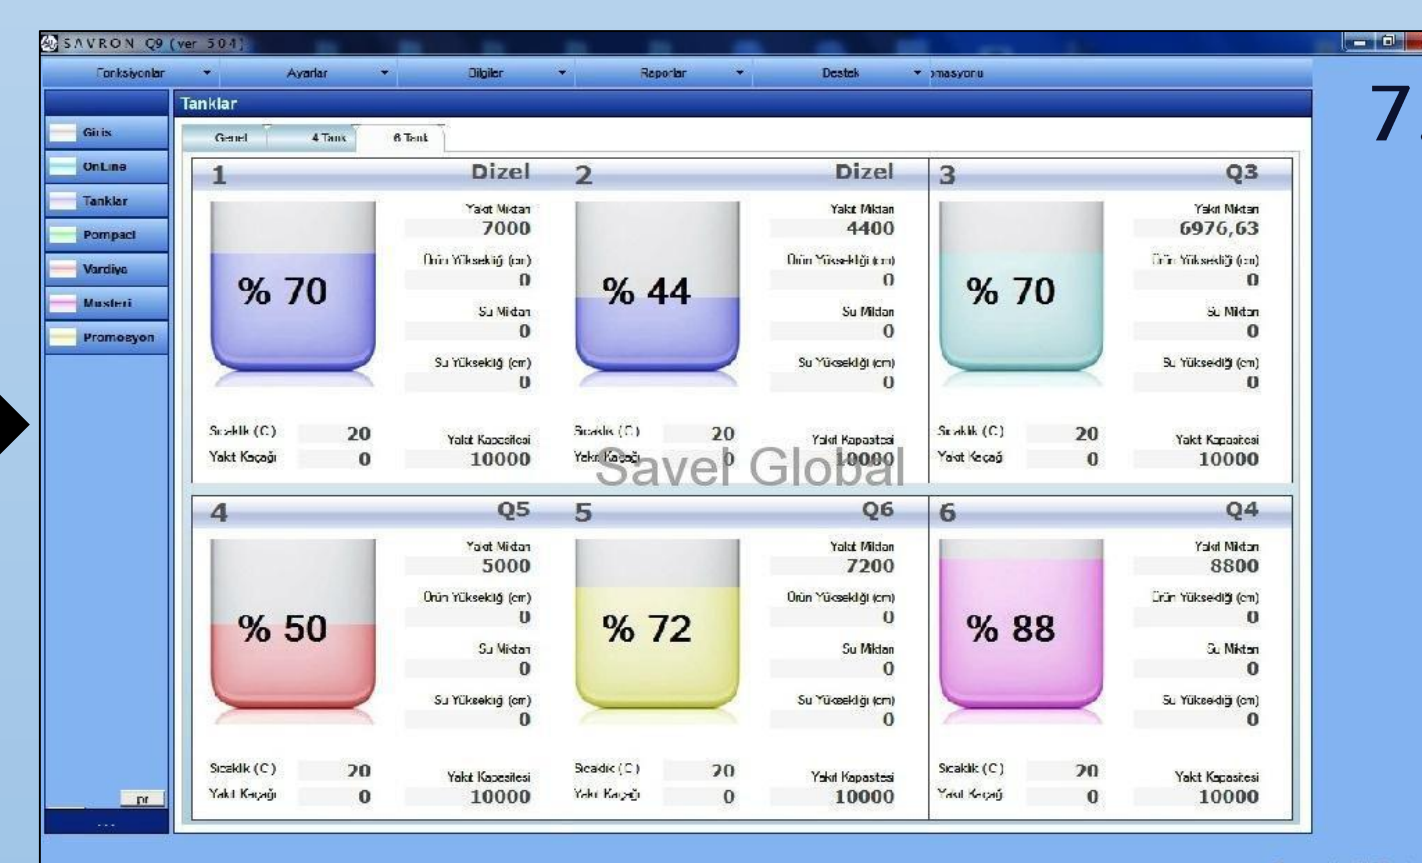 SAVRON Q9 (ver 504)
Fonksiyonlar Ayarlar Bilgiler Raporlar Destek omasyonu
Tanklar
7.
Giris
OnLine
Tanklar
Pompaci
Vardiya
Musteri
Promosyon
pr
...
Genel 4 Tank 6 Tank
1 Dizel 2 Dizel 3 Q3
Yakıt Miktarı Yakıt Miktarı Yakıt Miktarı
7000 4400 6976,63
Ürün Yüksekliği (cm) Ürün Yüksekliği (cm) Ürün Yüksekliği (cm)
0 0 0
% 70 % 44 % 70
Su Miktarı Su Miktarı Su Miktarı
0 0 0
Su Yüksekliği (cm) Su Yüksekliği (cm) Su Yüksekliği (cm)
0 0 0
Sıcaklık (C) 20 Yakıt Kapasitesi Sıcaklık (C) 20 Yakıt Kapasitesi Sıcaklık (C) 20 Yakıt Kapasitesi
Yakıt Kaçağı 0 10000 Yakıt Kaçağı 0 10000 Yakıt Kaçağı 0 10000
Savel Global
4 Q5 5 Q6 6 Q4
Yakıt Miktarı Yakıt Miktarı Yakıt Miktarı
5000 7200 8800
Ürün Yüksekliği (cm) Ürün Yüksekliği (cm) Ürün Yüksekliği (cm)
0 0 0
% 50 % 72 % 88
Su Miktarı Su Miktarı Su Miktarı
0 0 0
Su Yüksekliği (cm) Su Yüksekliği (cm) Su Yüksekliği (cm)
0 0 0
Sıcaklık (C) 20 Yakıt Kapasitesi Sıcaklık (C) 20 Yakıt Kapasitesi Sıcaklık (C) 20 Yakıt Kapasitesi
Yakıt Kaçağı 0 10000 Yakıt Kaçağı 0 10000 Yakıt Kaçağı 0 10000